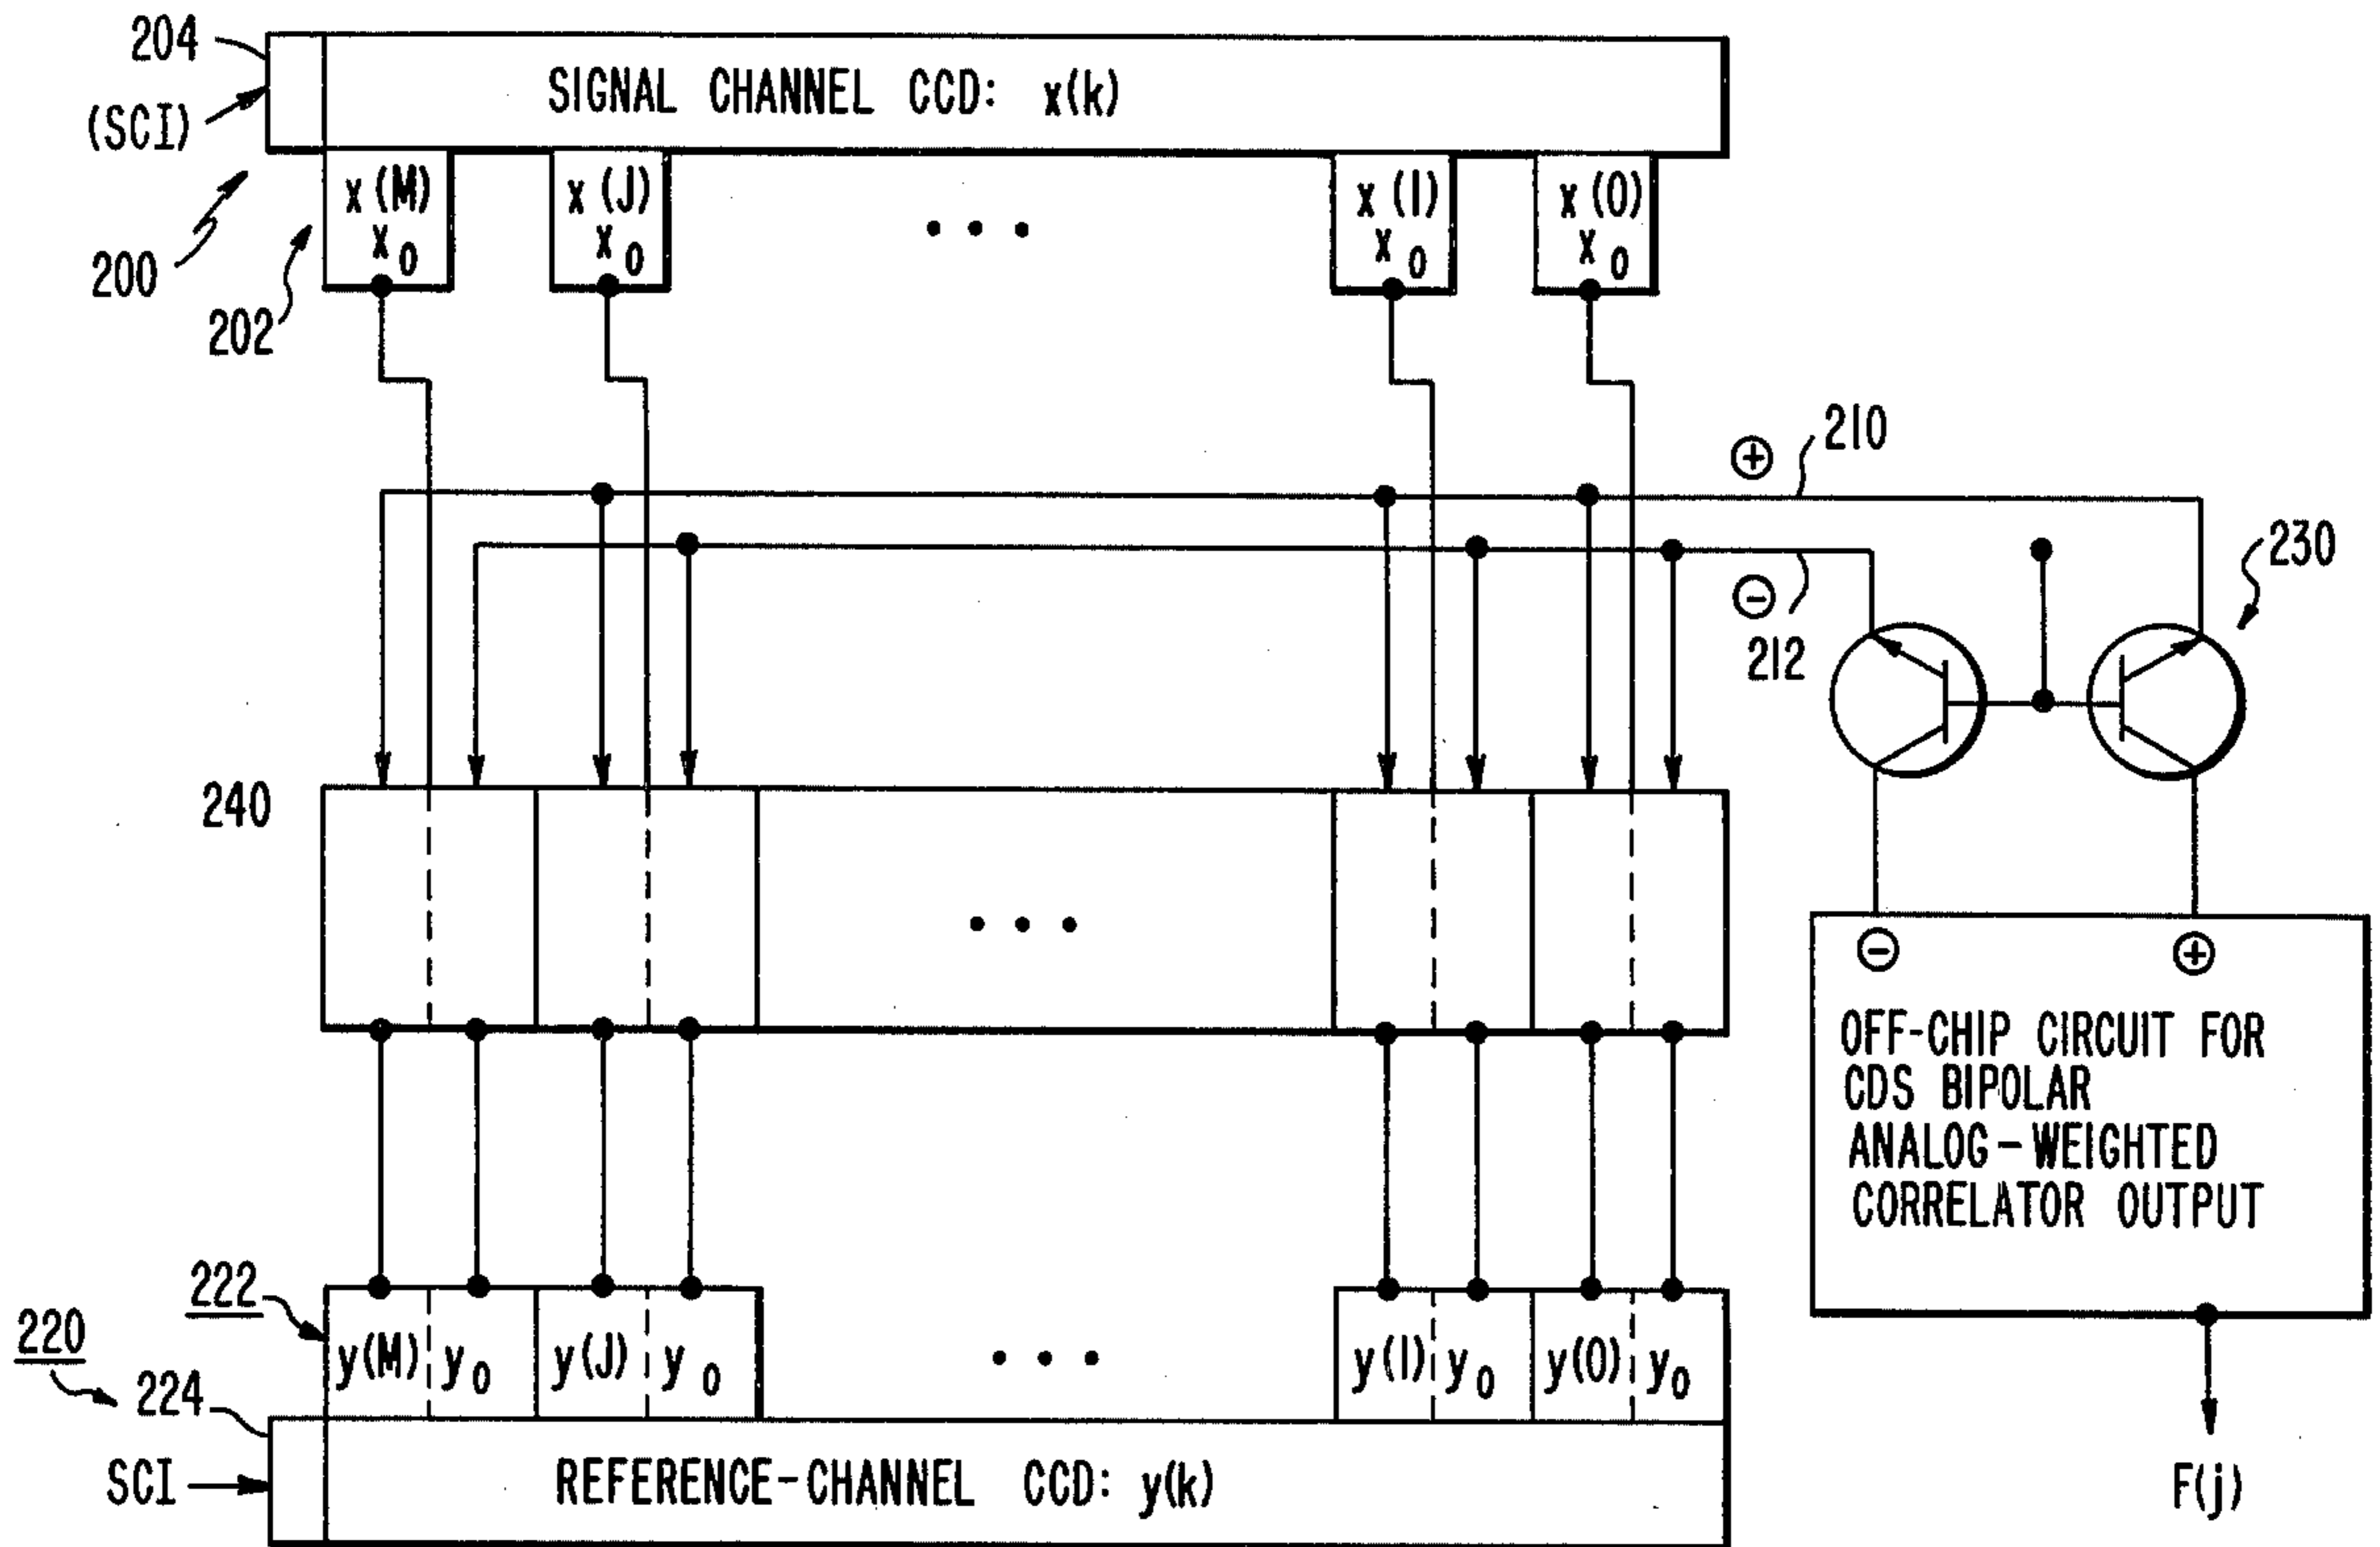 204
(SCI)
SIGNAL CHANNEL CCD: x(k)
x(M)
x0
x(J)
x0
• • •
x(1)
x0
x(0)
x0
200
202
⊕
210
⊖
212
230
240
• • •
⊖
⊕
OFF-CHIP CIRCUIT FOR
CDS BIPOLAR
ANALOG-WEIGHTED
CORRELATOR OUTPUT
222
220
224
y(M) y0 y(J) y0 • • • y(1) y0 y(0) y0
SCI
REFERENCE-CHANNEL CCD: y(k)
F(j)